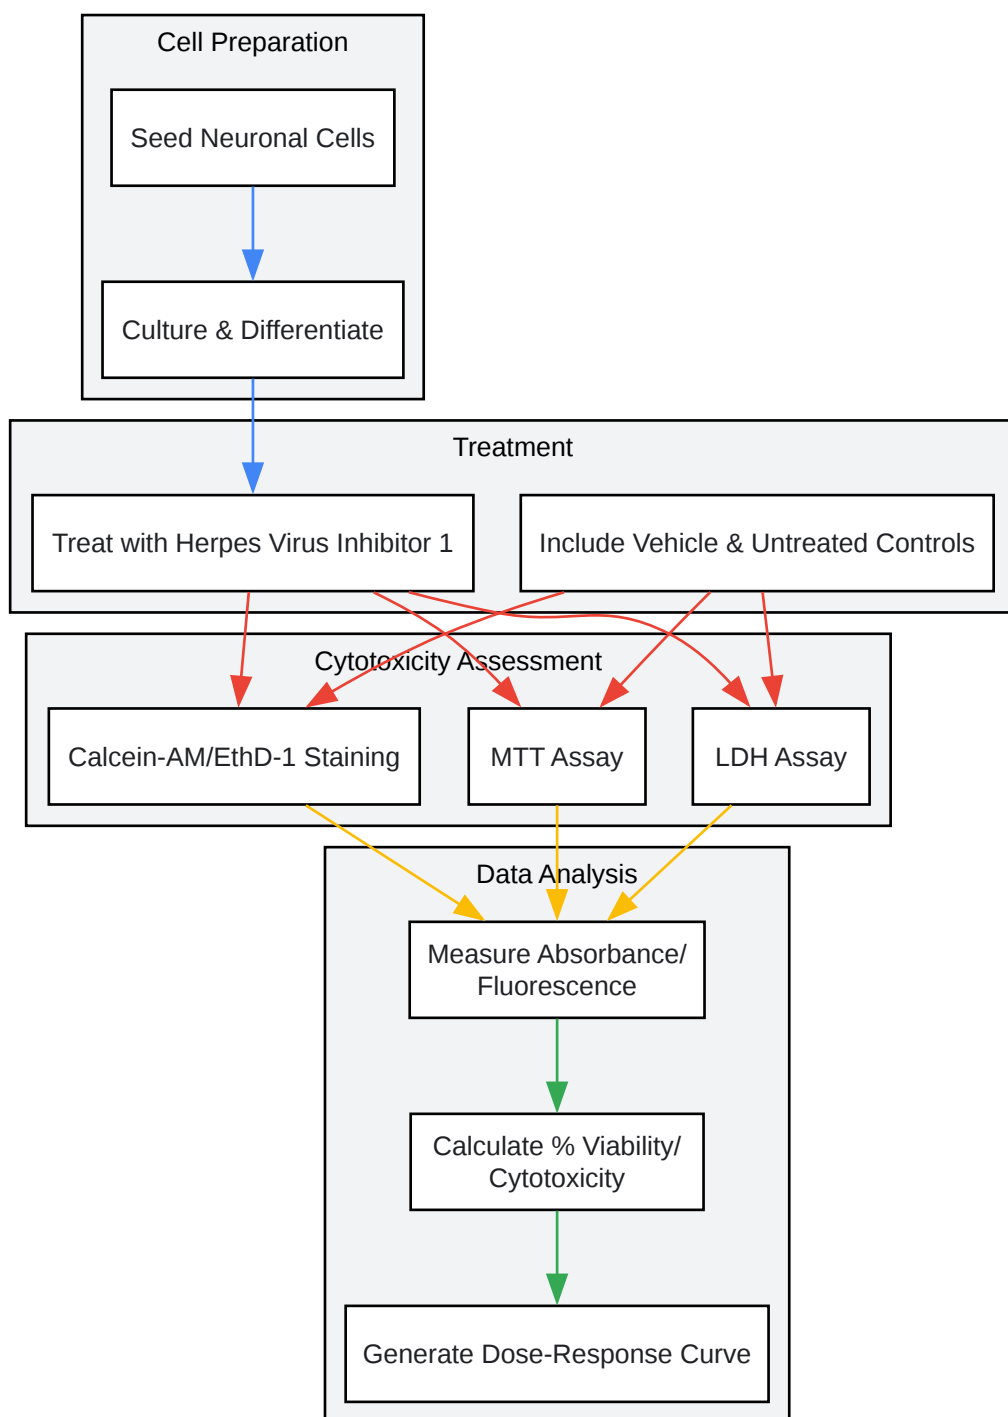 Cell Preparation
Seed Neuronal Cells
Culture & Differentiate
Treatment
Treat with Herpes Virus Inhibitor 1
Include Vehicle & Untreated Controls
Cytotoxicity Assessment
Calcein-AM/EthD-1 Staining
MTT Assay
LDH Assay
Data Analysis
Measure Absorbance/
Fluorescence
Calculate % Viability/
Cytotoxicity
Generate Dose-Response Curve